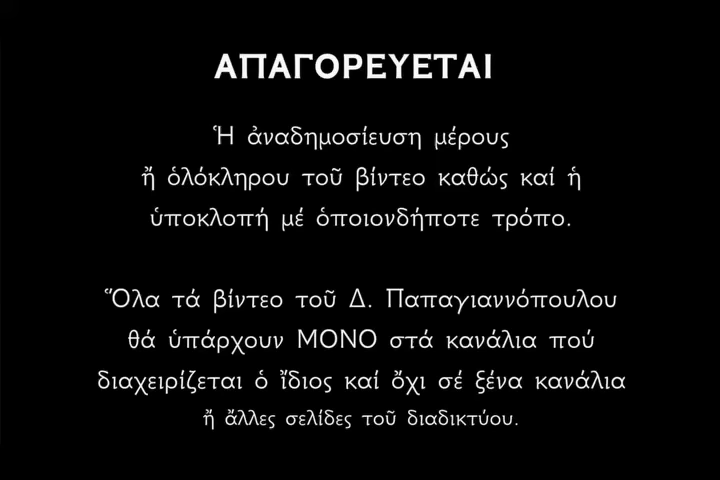 ΑΠΑΓΟΡΕΥΕΤΑΙ
Ἡ ἀναδημοσίευση μέρους
ἤ ὁλόκληρου τοῦ βίντεο καθώς καί ἡ
ὑποκλοπή μέ ὁποιονδήποτε τρόπο.
Ὅλα τά βίντεο τοῦ Δ. Παπαγιαννόπουλου
θά ὑπάρχουν ΜΟΝΟ στά κανάλια πού
διαχειρίζεται ὁ ἴδιος καί ὄχι σέ ξένα κανάλια
ἤ ἄλλες σελίδες τοῦ διαδικτύου.